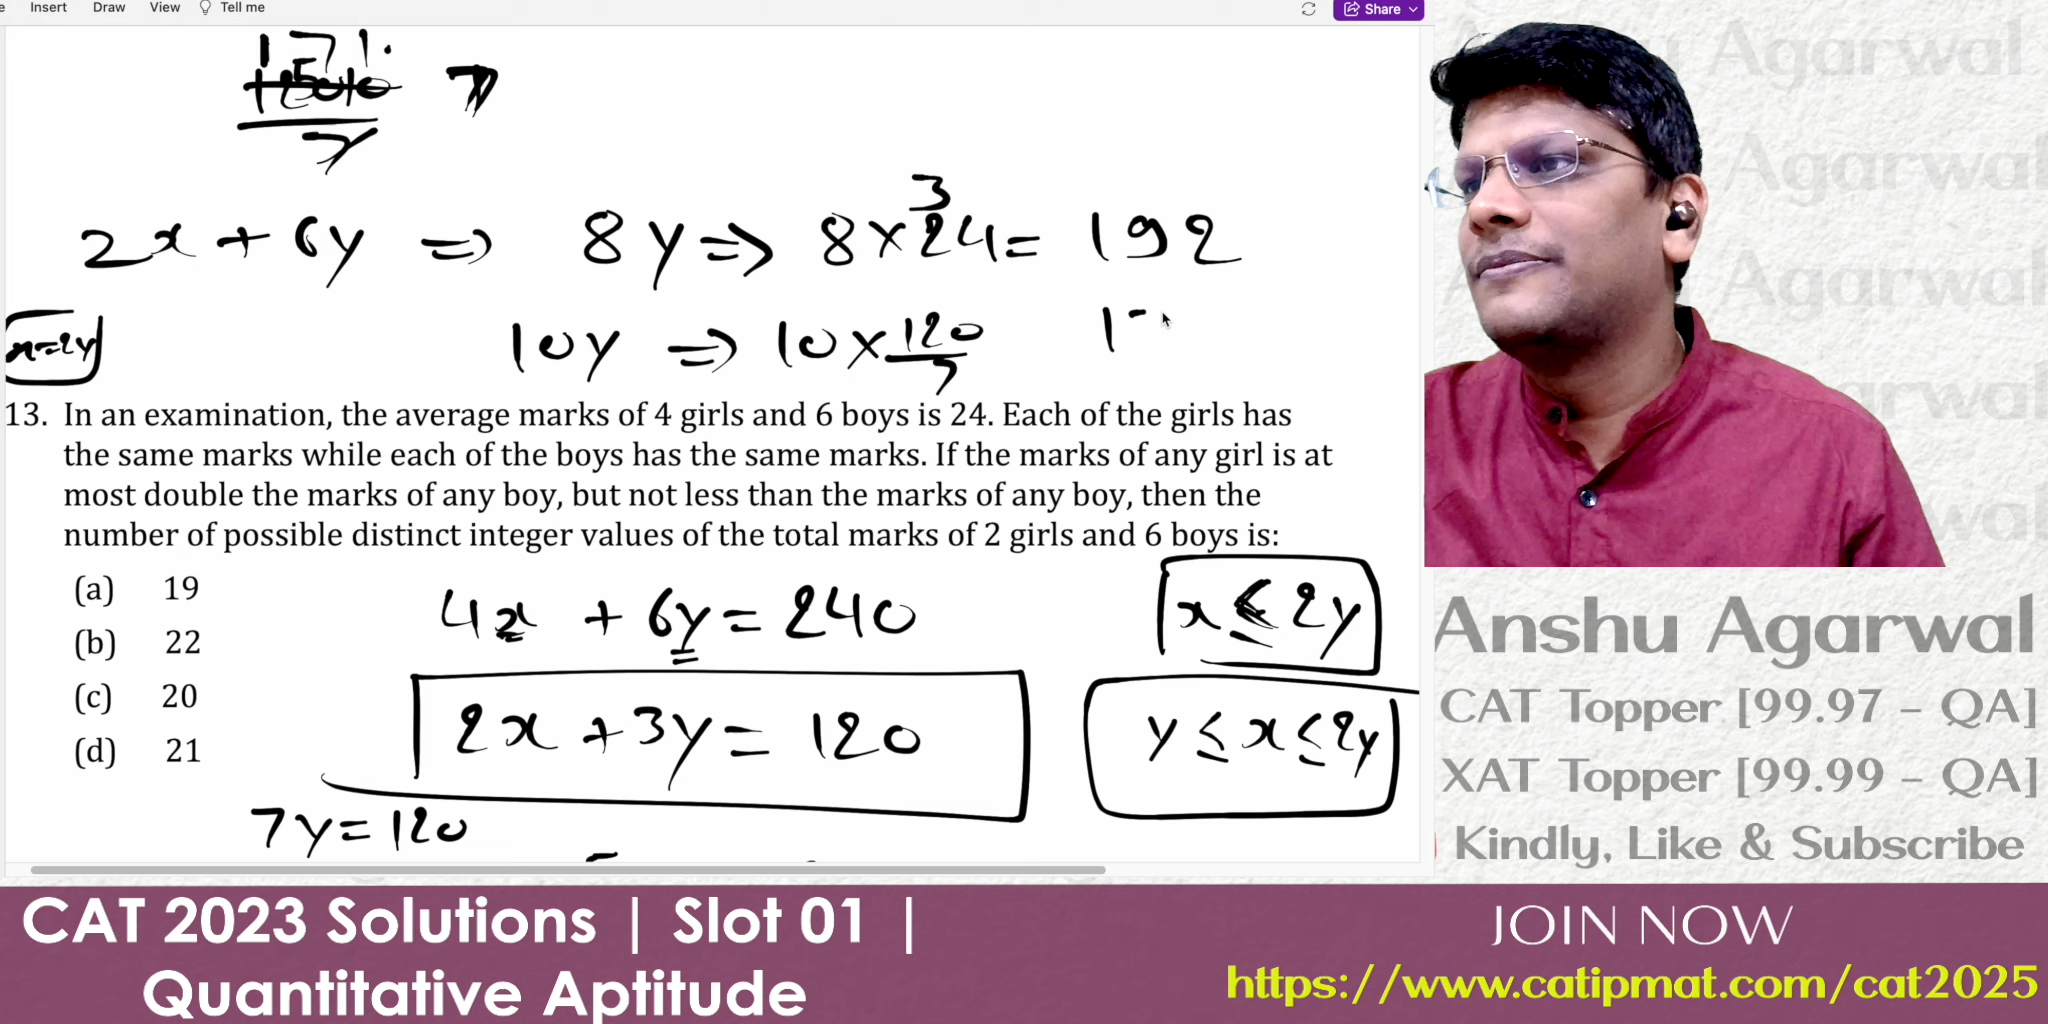 Insert Draw View Tell me
Share
171.
7
2x + 6y ⇒ 8y ⇒ 8×24 = 192
3
x=2y
10y ⇒ 10 × 120/7
13. In an examination, the average marks of 4 girls and 6 boys is 24. Each of the girls has
the same marks while each of the boys has the same marks. If the marks of any girl is at
most double the marks of any boy, but not less than the marks of any boy, then the
number of possible distinct integer values of the total marks of 2 girls and 6 boys is:
(a) 19
(b) 22
(c) 20
(d) 21
4x + 6y = 240
x ≤ 2y
2x + 3y = 120
y ≤ x ≤ 2y
7y = 120
Agarwal
Agarwal
Agarwal
Anshu Agarwal
CAT Topper [99.97 – QA]
XAT Topper [99.99 – QA]
Kindly, Like & Subscribe
CAT 2023 Solutions | Slot 01 |
Quantitative Aptitude
JOIN NOW
https://www.catipmat.com/cat2025